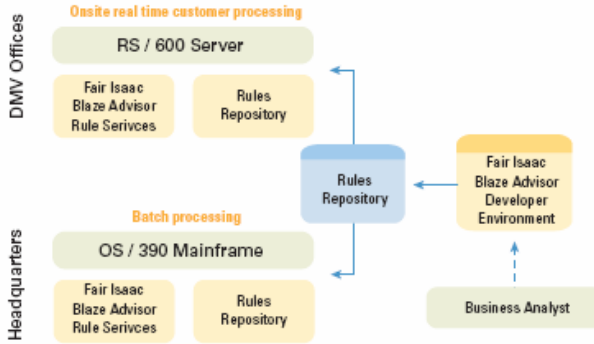 DMV Offices
Onsite real time customer processing
RS / 600 Server
Fair Isaac
Blaze Advisor
Rule Serivces
Rules
Repository
Rules
Repository
Fair Isaac
Blaze Advisor
Developer
Environment
Headquarters
Batch processing
OS / 390 Mainframe
Fair Isaac
Blaze Advisor
Rule Serivces
Rules
Repository
Business Analyst